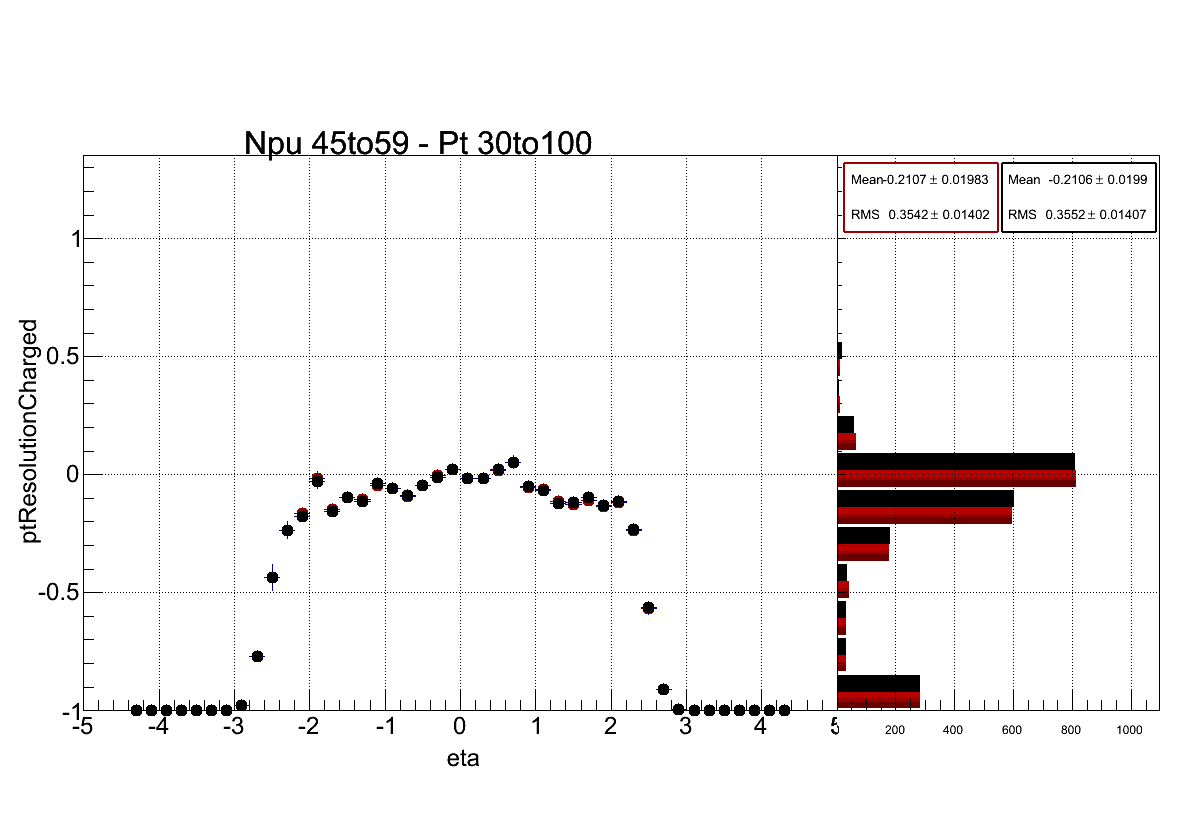 Npu 45to59 - Pt 30to100
Mean-0.2107 ± 0.01983
RMS 0.3542 ± 0.01402
Mean -0.2106 ± 0.0199
RMS 0.3552 ± 0.01407
ptResolutionCharged
1
0.5
0
-0.5
-1
-5 -4 -3 -2 -1 0 1 2 3 4
200 400 600 800 1000
eta